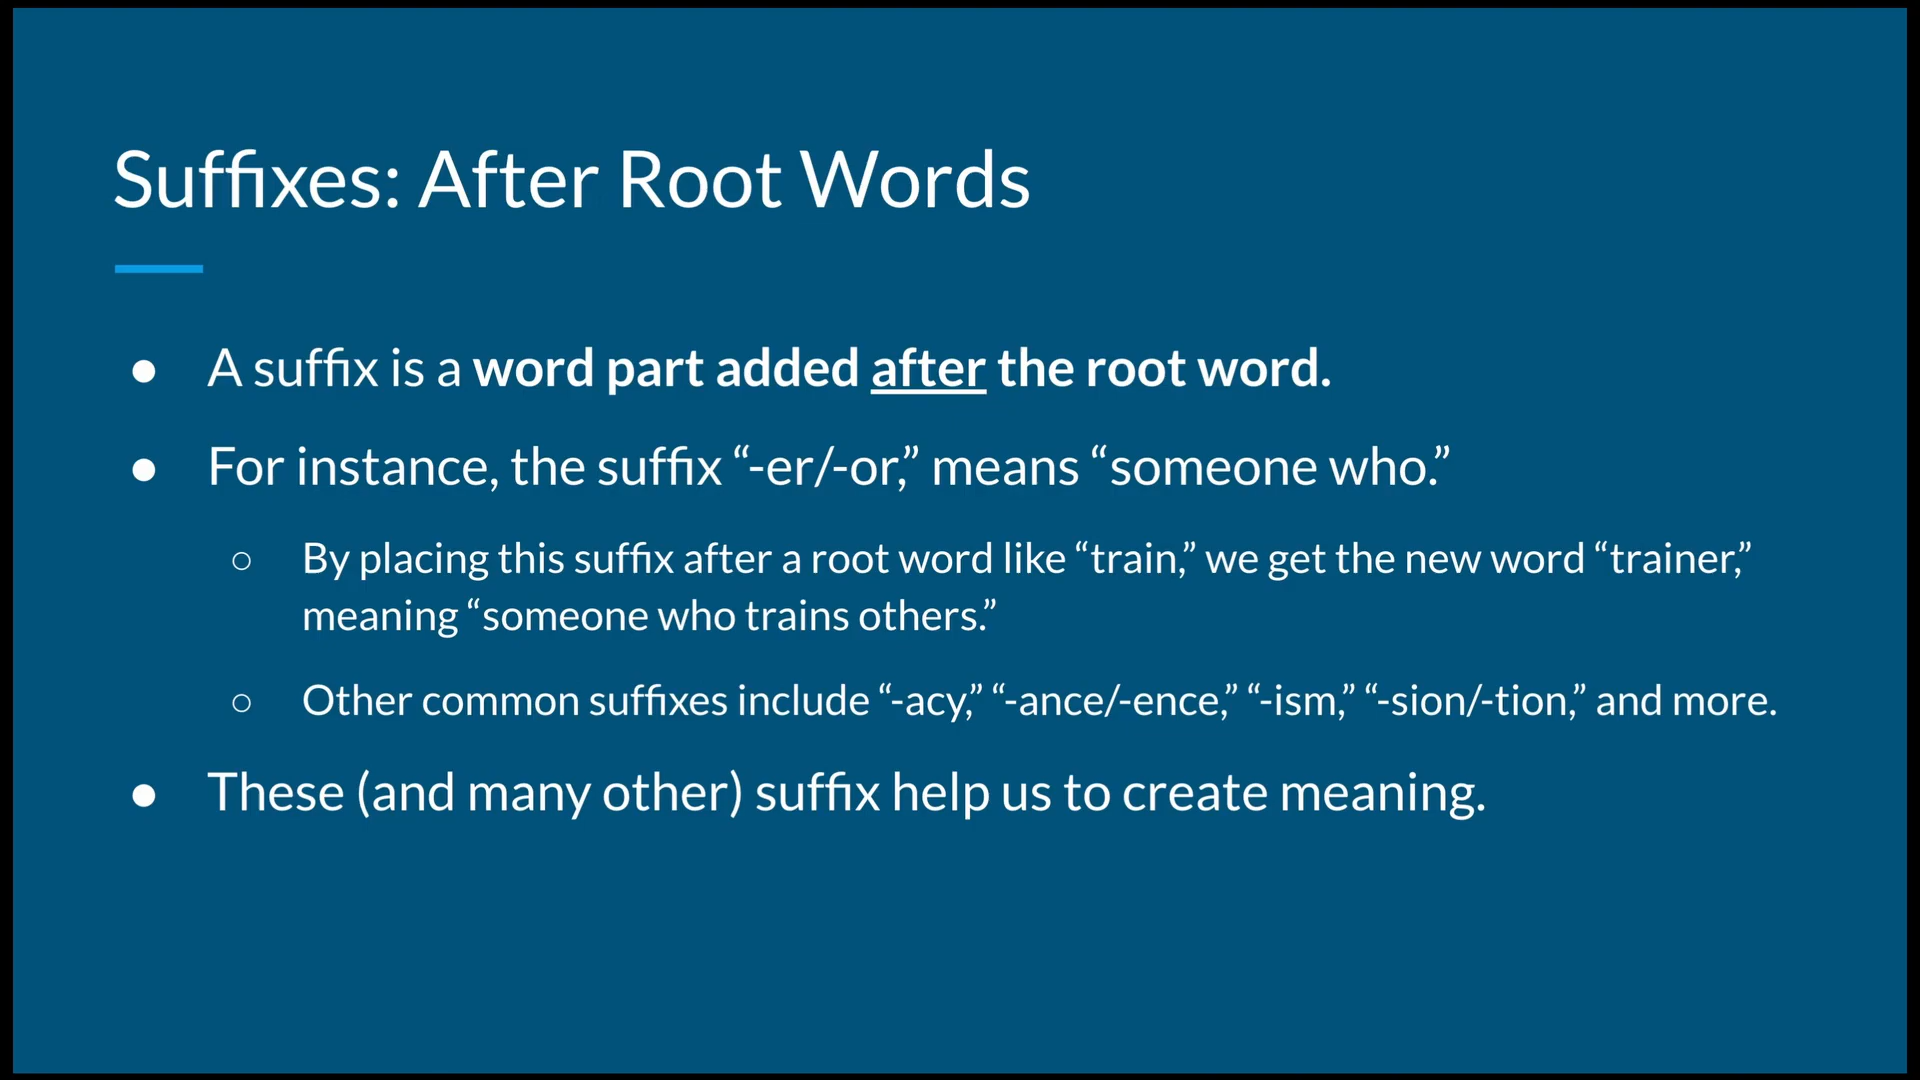 Suffixes: After Root Words
● A suffix is a word part added after the root word.
● For instance, the suffix “-er/-or,” means “someone who.”
○ By placing this suffix after a root word like “train,” we get the new word “trainer,”
meaning “someone who trains others.”
○ Other common suffixes include “-acy,” “-ance/-ence,” “-ism,” “-sion/-tion,” and more.
● These (and many other) suffix help us to create meaning.